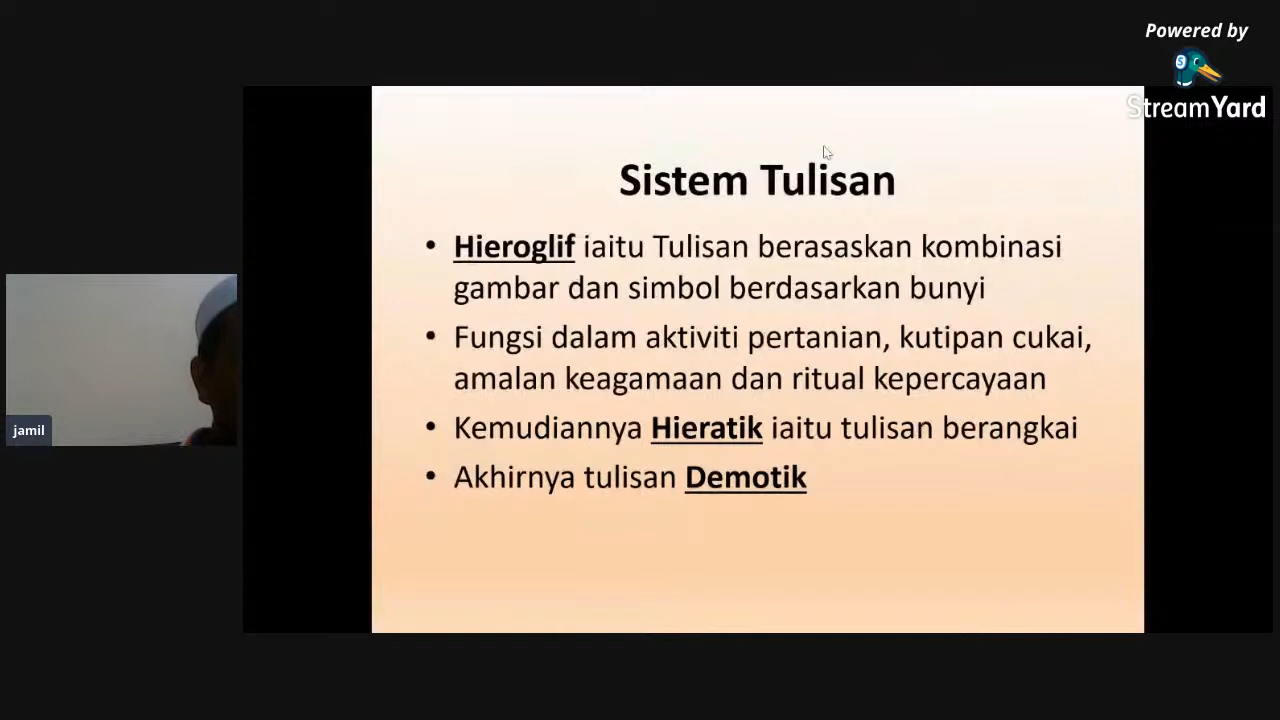 Powered by
StreamYard
Sistem Tulisan
• Hieroglif iaitu Tulisan berasaskan kombinasi
gambar dan simbol berdasarkan bunyi
• Fungsi dalam aktiviti pertanian, kutipan cukai,
amalan keagamaan dan ritual kepercayaan
• Kemudiannya Hieratik iaitu tulisan berangkai
• Akhirnya tulisan Demotik
jamil